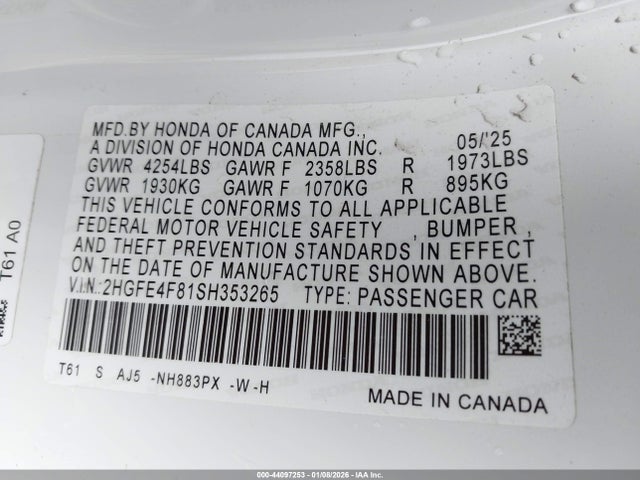 MFD.BY HONDA OF CANADA MFG., 05/'25
A DIVISION OF HONDA CANADA INC.
GVWR 4254LBS GAWR F 2358LBS R 1973LBS
GVWR 1930KG GAWR F 1070KG R 895KG
THIS VEHICLE CONFORMS TO ALL APPLICABLE
FEDERAL MOTOR VEHICLE SAFETY , BUMPER ,
AND THEFT PREVENTION STANDARDS IN EFFECT
ON THE DATE OF MANUFACTURE SHOWN ABOVE.
V.I.N.:2HGFE4F81SH353265 TYPE: PASSENGER CAR
T61 S AJ5 -NH883PX -W-H
MADE IN CANADA
T61 A0
000-44097253 - 01/08/2026 - IAA Inc.